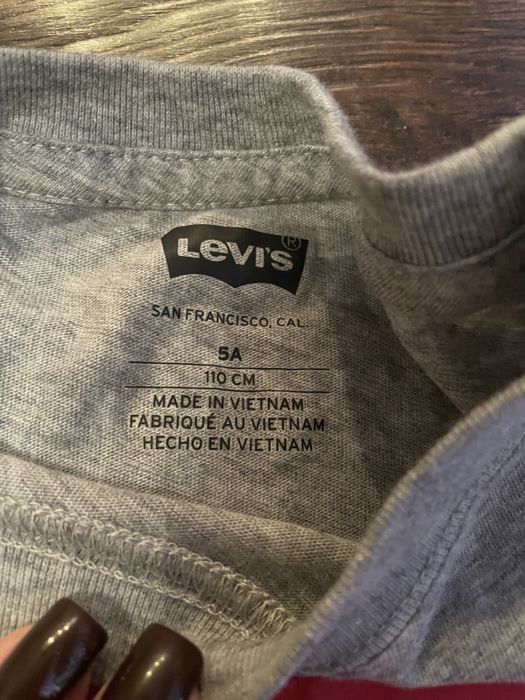 Levi's®
SAN FRANCISCO, CAL.
5A
110 CM
MADE IN VIETNAM
FABRIQUÉ AU VIETNAM
HECHO EN VIETNAM